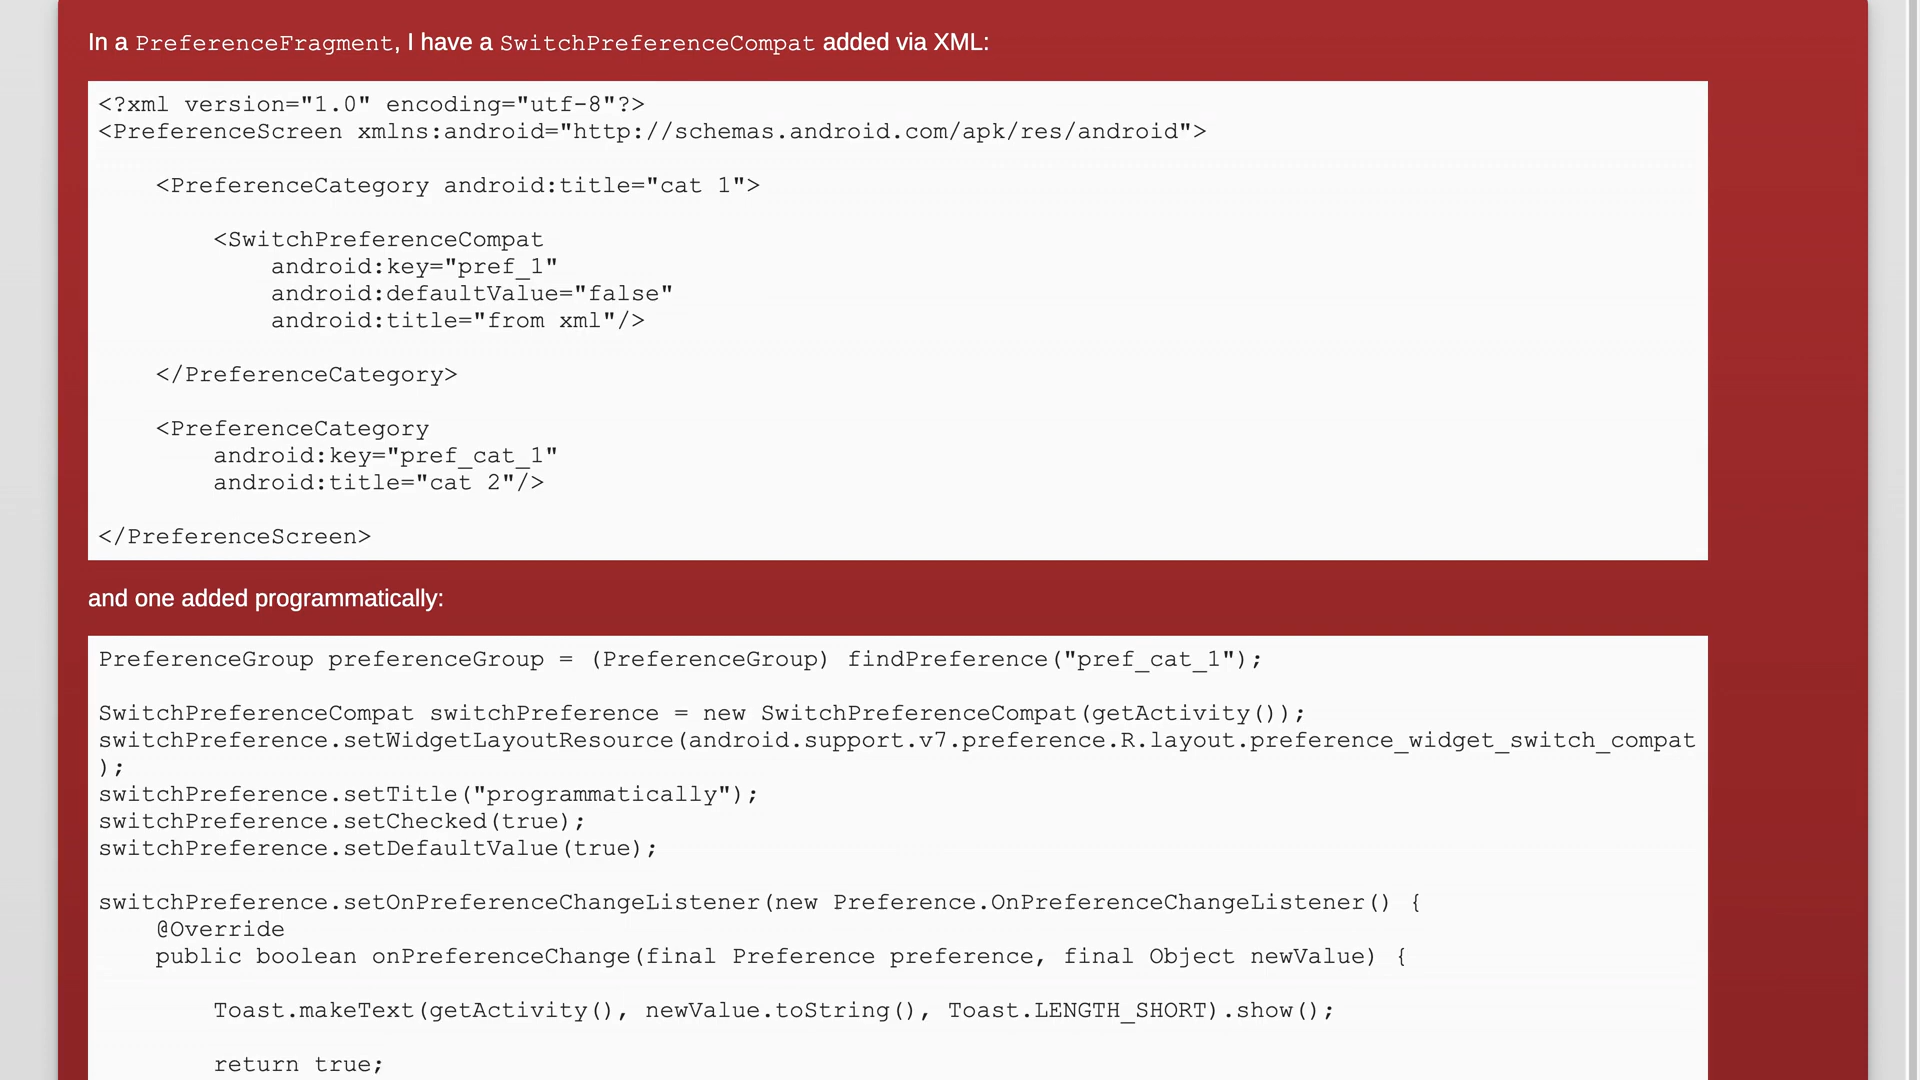 In a PreferenceFragment, I have a SwitchPreferenceCompat added via XML:
<?xml version="1.0" encoding="utf-8"?>
<PreferenceScreen xmlns:android="http://schemas.android.com/apk/res/android">
    <PreferenceCategory android:title="cat 1">
        <SwitchPreferenceCompat
            android:key="pref_1"
            android:defaultValue="false"
            android:title="from xml"/>
    </PreferenceCategory>
    <PreferenceCategory
        android:key="pref_cat_1"
        android:title="cat 2"/>
</PreferenceScreen>
and one added programmatically:
PreferenceGroup preferenceGroup = (PreferenceGroup) findPreference("pref_cat_1");
SwitchPreferenceCompat switchPreference = new SwitchPreferenceCompat(getActivity());
switchPreference.setWidgetLayoutResource(android.support.v7.preference.R.layout.preference_widget_switch_compat
);
switchPreference.setTitle("programmatically");
switchPreference.setChecked(true);
switchPreference.setDefaultValue(true);
switchPreference.setOnPreferenceChangeListener(new Preference.OnPreferenceChangeListener() {
    @Override
    public boolean onPreferenceChange(final Preference preference, final Object newValue) {
        Toast.makeText(getActivity(), newValue.toString(), Toast.LENGTH_SHORT).show();
        return true;